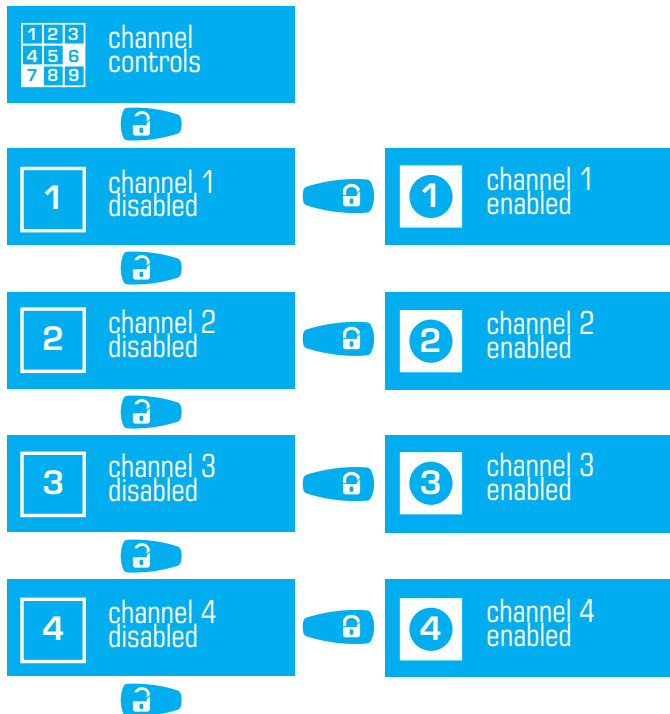 1 2 3
4 5 6
7 8 9
channel
controls
1
channel 1
disabled
1
channel 1
enabled
2
channel 2
disabled
2
channel 2
enabled
3
channel 3
disabled
3
channel 3
enabled
4
channel 4
disabled
4
channel 4
enabled